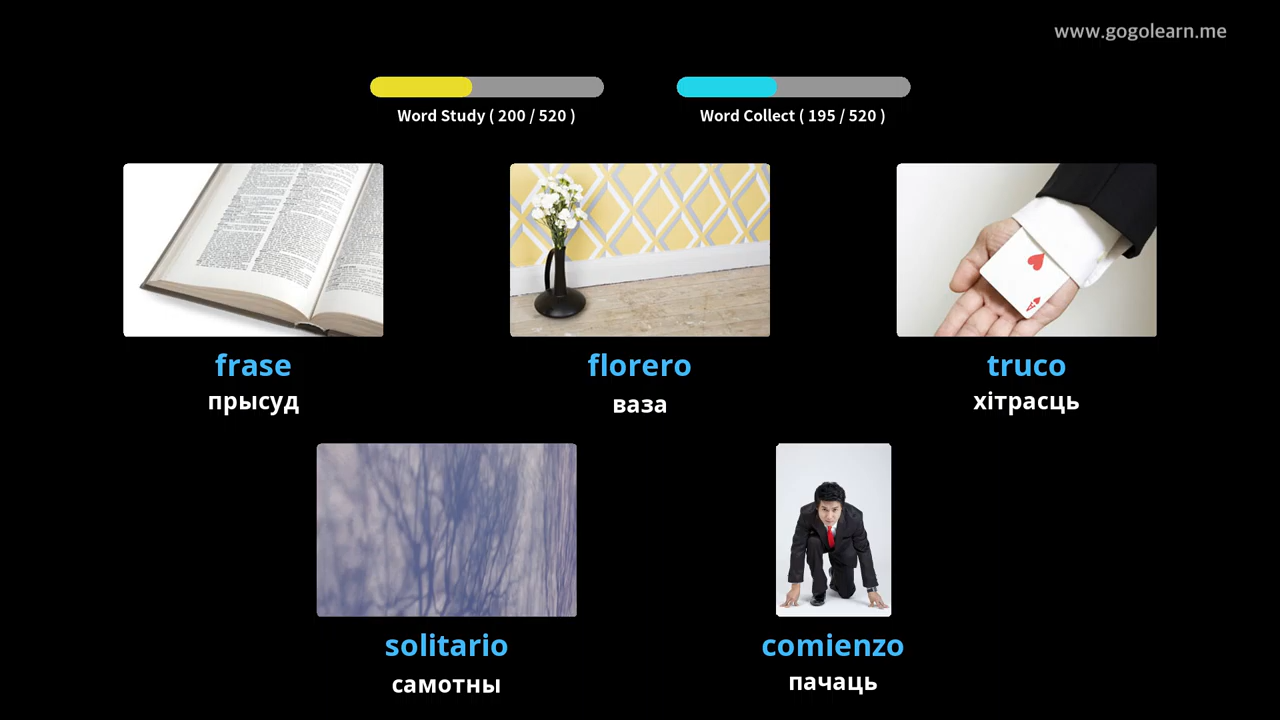 www.gogolearn.me
Word Study ( 200 / 520 )
Word Collect ( 195 / 520 )
frase
прысуд
florero
ваза
truco
хітрасць
solitario
самотны
comienzo
пачаць